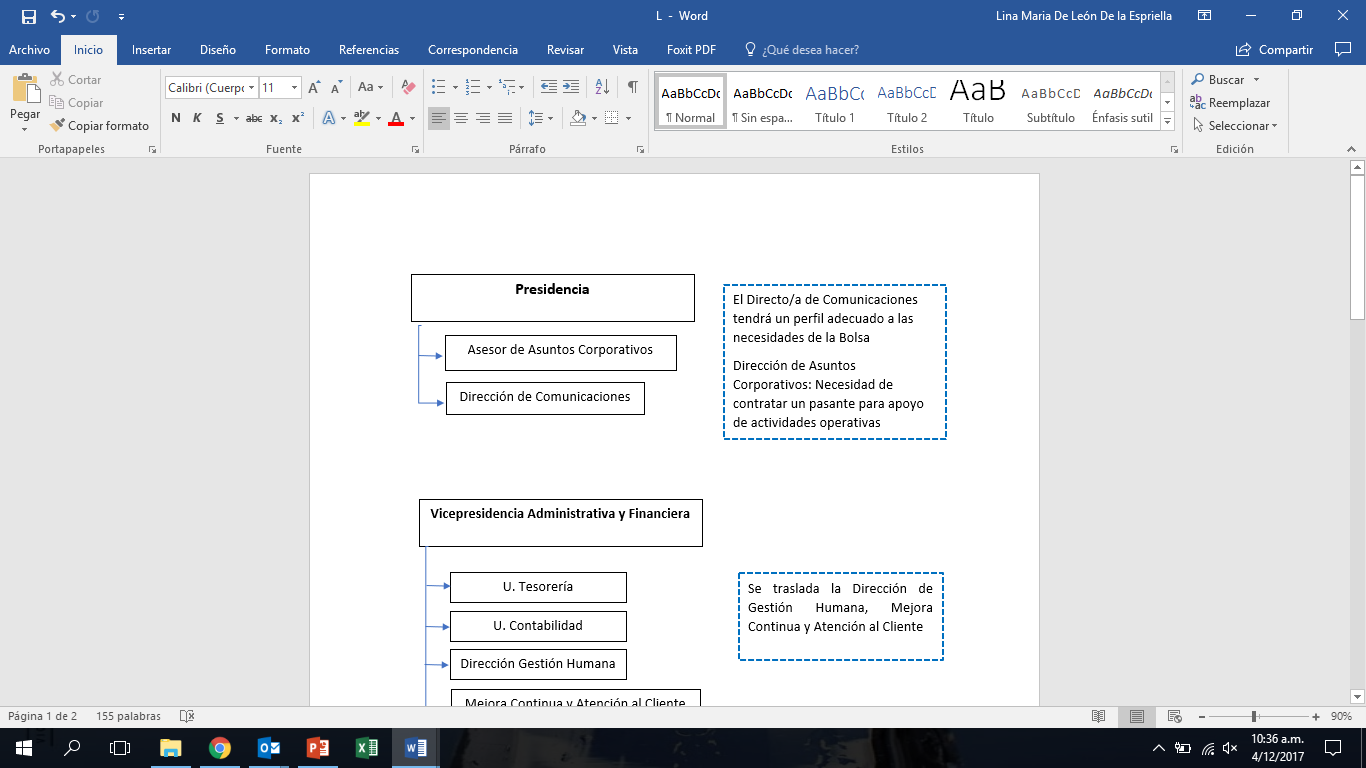 L - Word
Lina Maria De León De la Espriella
Archivo
Inicio
Insertar
Diseño
Formato
Referencias
Correspondencia
Revisar
Vista
Foxit PDF
¿Qué desea hacer?
Compartir
Pegar
Cortar
Copiar
Copiar formato
Portapapeles
Calibri (Cuerpo
11
Aa
N K S abc x₂ x²
A ab A
Fuente
Párrafo
AaBbCcDc
¶ Normal
AaBbCcDc
¶ Sin espa...
AaBbCc
Título 1
AaBbCcD
Título 2
AaB
Título
AaBbCcD
Subtítulo
AaBbCcDc
Énfasis sutil
Estilos
Buscar
Reemplazar
Seleccionar
Edición
Presidencia
Asesor de Asuntos Corporativos
Dirección de Comunicaciones
El Directo/a de Comunicaciones
tendrá un perfil adecuado a las
necesidades de la Bolsa
Dirección de Asuntos
Corporativos: Necesidad de
contratar un pasante para apoyo
de actividades operativas
Vicepresidencia Administrativa y Financiera
U. Tesorería
U. Contabilidad
Dirección Gestión Humana
Mejora Continua y Atención al Cliente
Se traslada la Dirección de
Gestión Humana, Mejora
Continua y Atención al Cliente
Página 1 de 2
155 palabras
90%
10:36 a.m.
4/12/2017